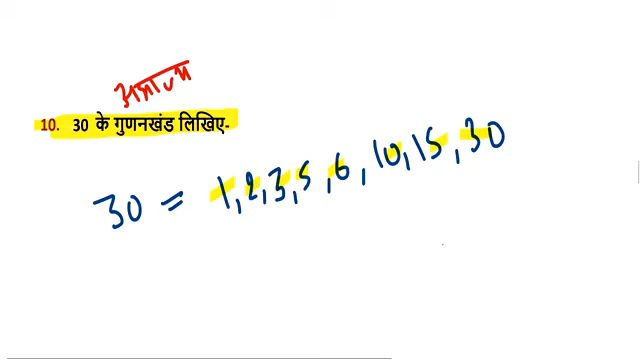 अभाज्य
10. 30 के गुणनखंड लिखिए-
30 = 1, 2, 3, 5, 6, 10, 15, 30